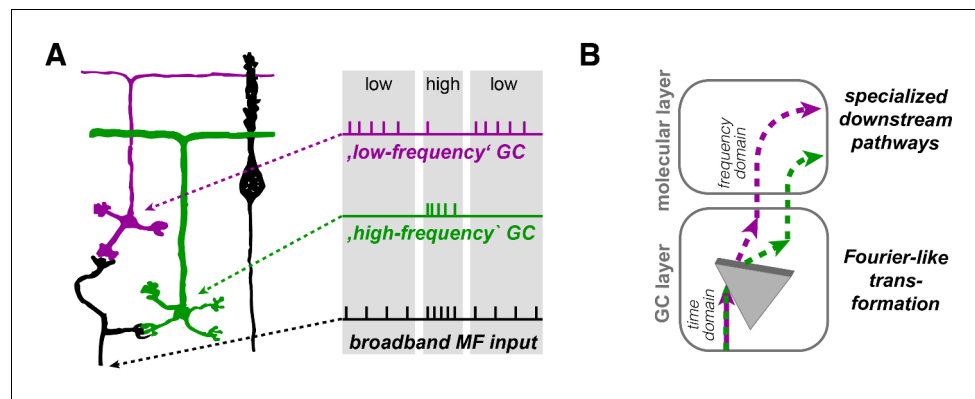 A
low
high
low
‚low-frequency‘ GC
‚high-frequency` GC
broadband MF input
B
molecular layer
GC layer
frequency
domain
time
domain
specialized
downstream
pathways
Fourier-like
trans-
formation